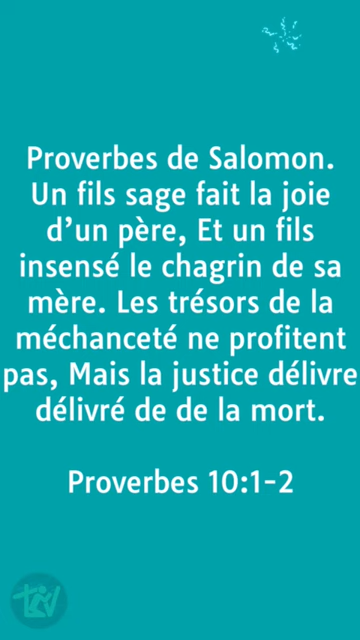 Proverbes de Salomon.
Un fils sage fait la joie
d’un père, Et un fils
insensé le chagrin de sa
mère. Les trésors de la
méchanceté ne profitent
pas, Mais la justice délivre
délivré de de la mort.
Proverbes 10:1-2